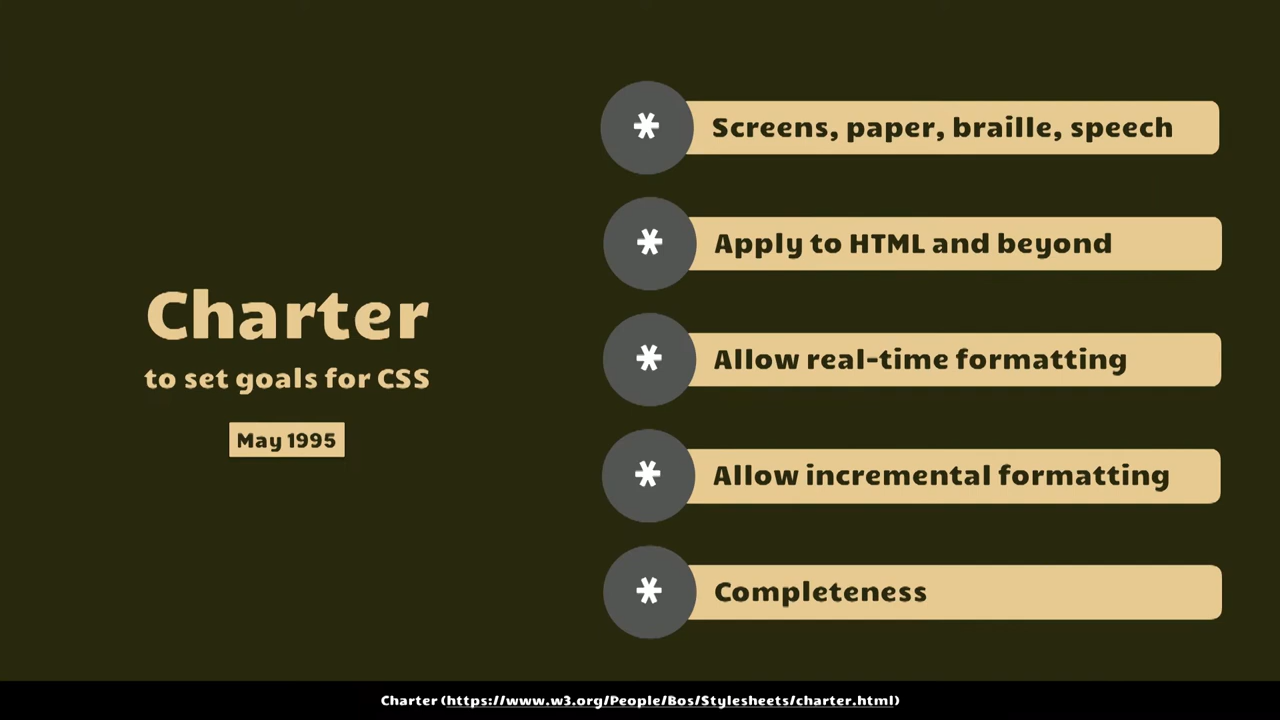 Charter
to set goals for CSS
May 1995
* Screens, paper, braille, speech
* Apply to HTML and beyond
* Allow real-time formatting
* Allow incremental formatting
* Completeness
Charter (https://www.w3.org/People/Bos/Stylesheets/charter.html)